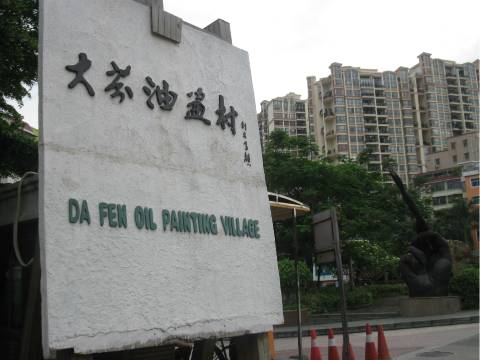 大芬油畫村
DA FEN OIL PAINTING VILLAGE